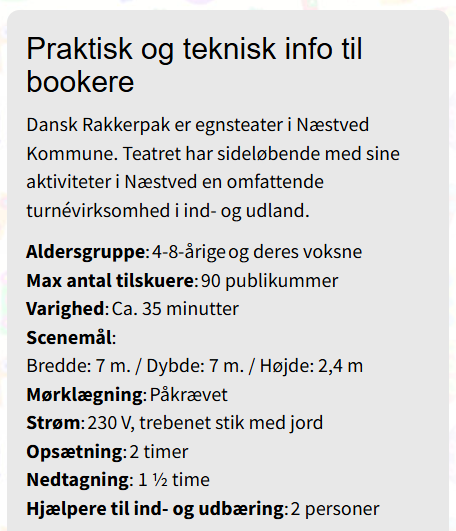 Praktisk og teknisk info til
bookere
Dansk Rakkerpak er egnsteater i Næstved
Kommune. Teatret har sideløbende med sine
aktiviteter i Næstved en omfattende
turnévirksomhed i ind- og udland.
Aldersgruppe: 4-8-årige og deres voksne
Max antal tilskuere: 90 publikummer
Varighed: Ca. 35 minutter
Scenemål:
Bredde: 7 m. / Dybde: 7 m. / Højde: 2,4 m
Mørklægning: Påkrævet
Strøm: 230 V, trebenet stik med jord
Opsætning: 2 timer
Nedtagning: 1 ½ time
Hjælpere til ind- og udbæring: 2 personer